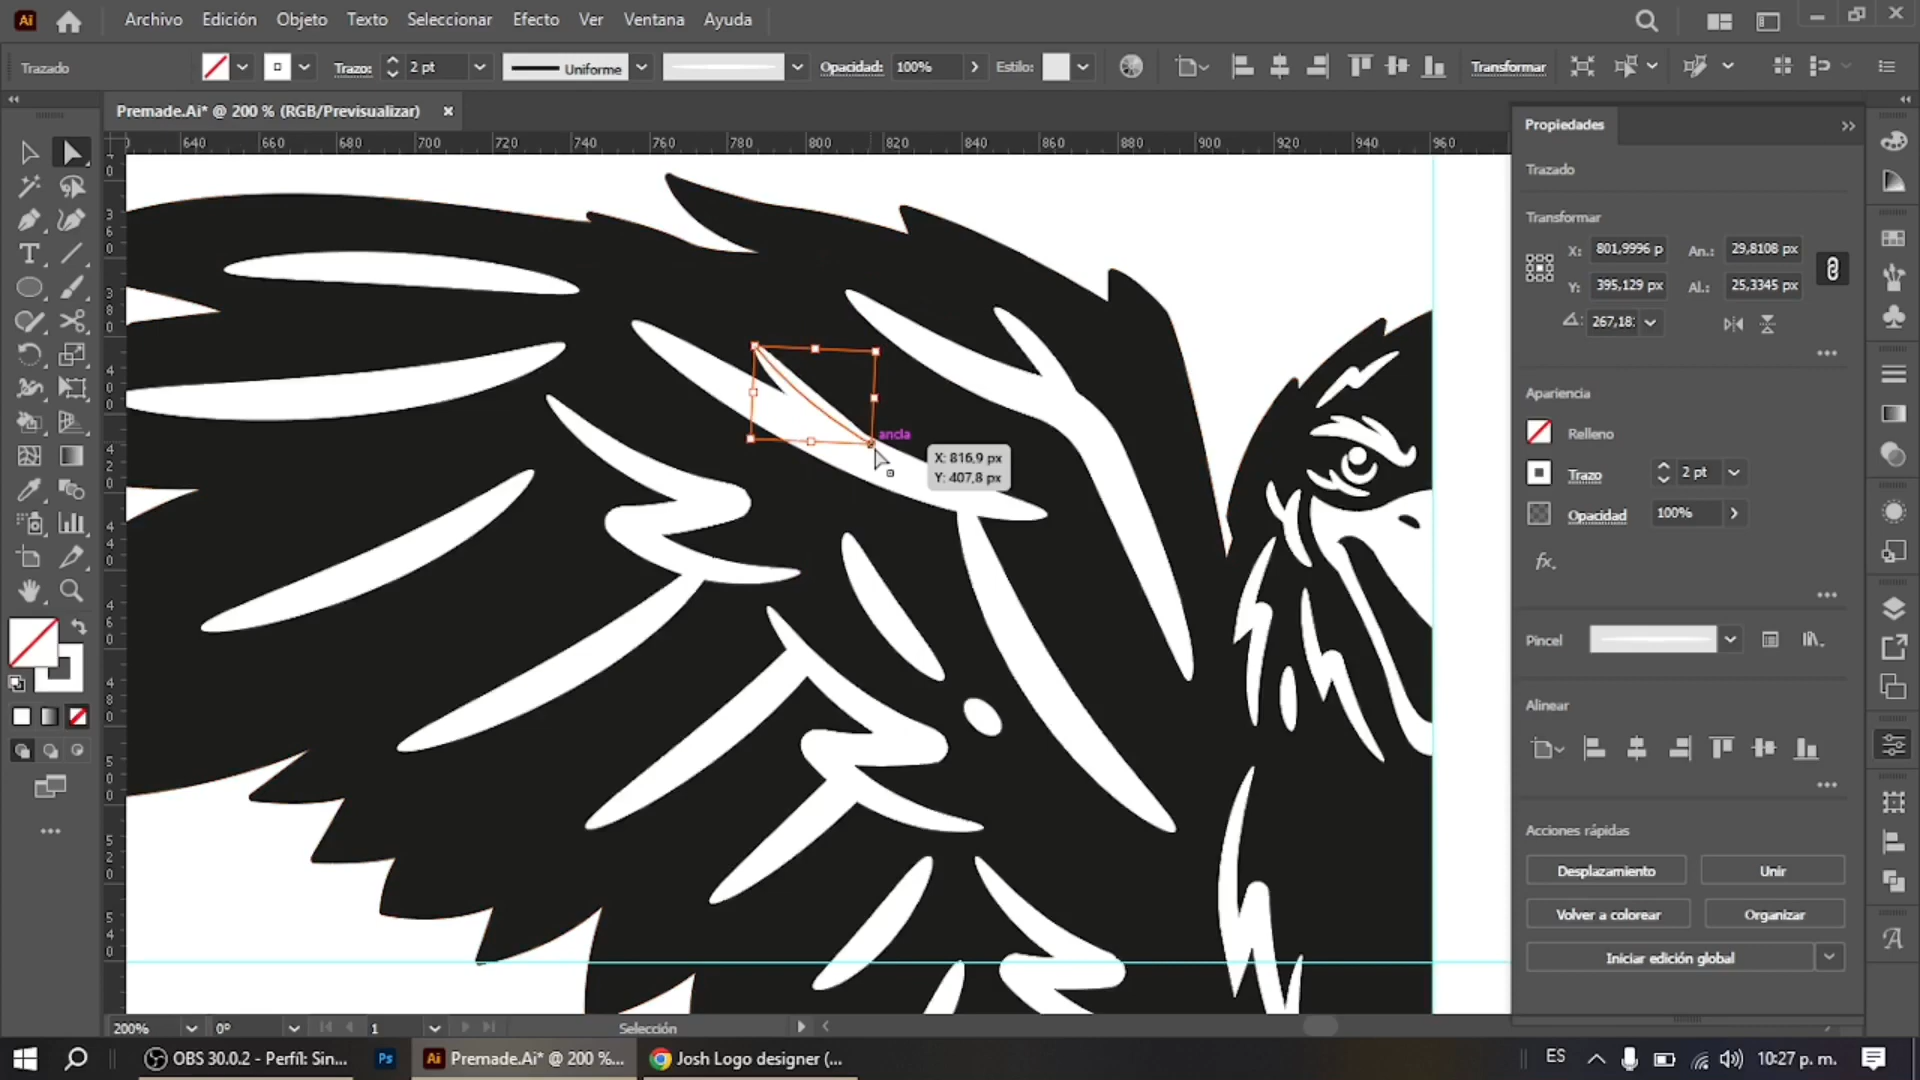 Ai Archivo Edición Objeto Texto Seleccionar Efecto Ver Ventana Ayuda
Trazado Trazo: 2 pt Uniforme Opacidad: 100% Estilo: Transformar
Premade.Ai* @ 200 % (RGB/Previsualizar)
640 660 680 700 720 740 760 780 800 820 840 860 880 900 920 940 960
ancla
X: 816,9 px
Y: 407,8 px
Propiedades
Trazado
Transformar
X: 801,9996 p An.: 29,8108 px
Y: 395,129 px Al.: 25,3345 px
267,18:
Apariencia
Relleno
Trazo 2 pt
Opacidad 100%
fx.
Pincel
Alinear
Acciones rápidas
Desplazamiento Unir
Volver a colorear Organizar
Iniciar edición global
200% 0° 1 Selección
OBS 30.0.2 - Perfil: Sin... Ps Ai Premade.Ai* @ 200 %... Josh Logo designer (... ES 10:27 p. m.